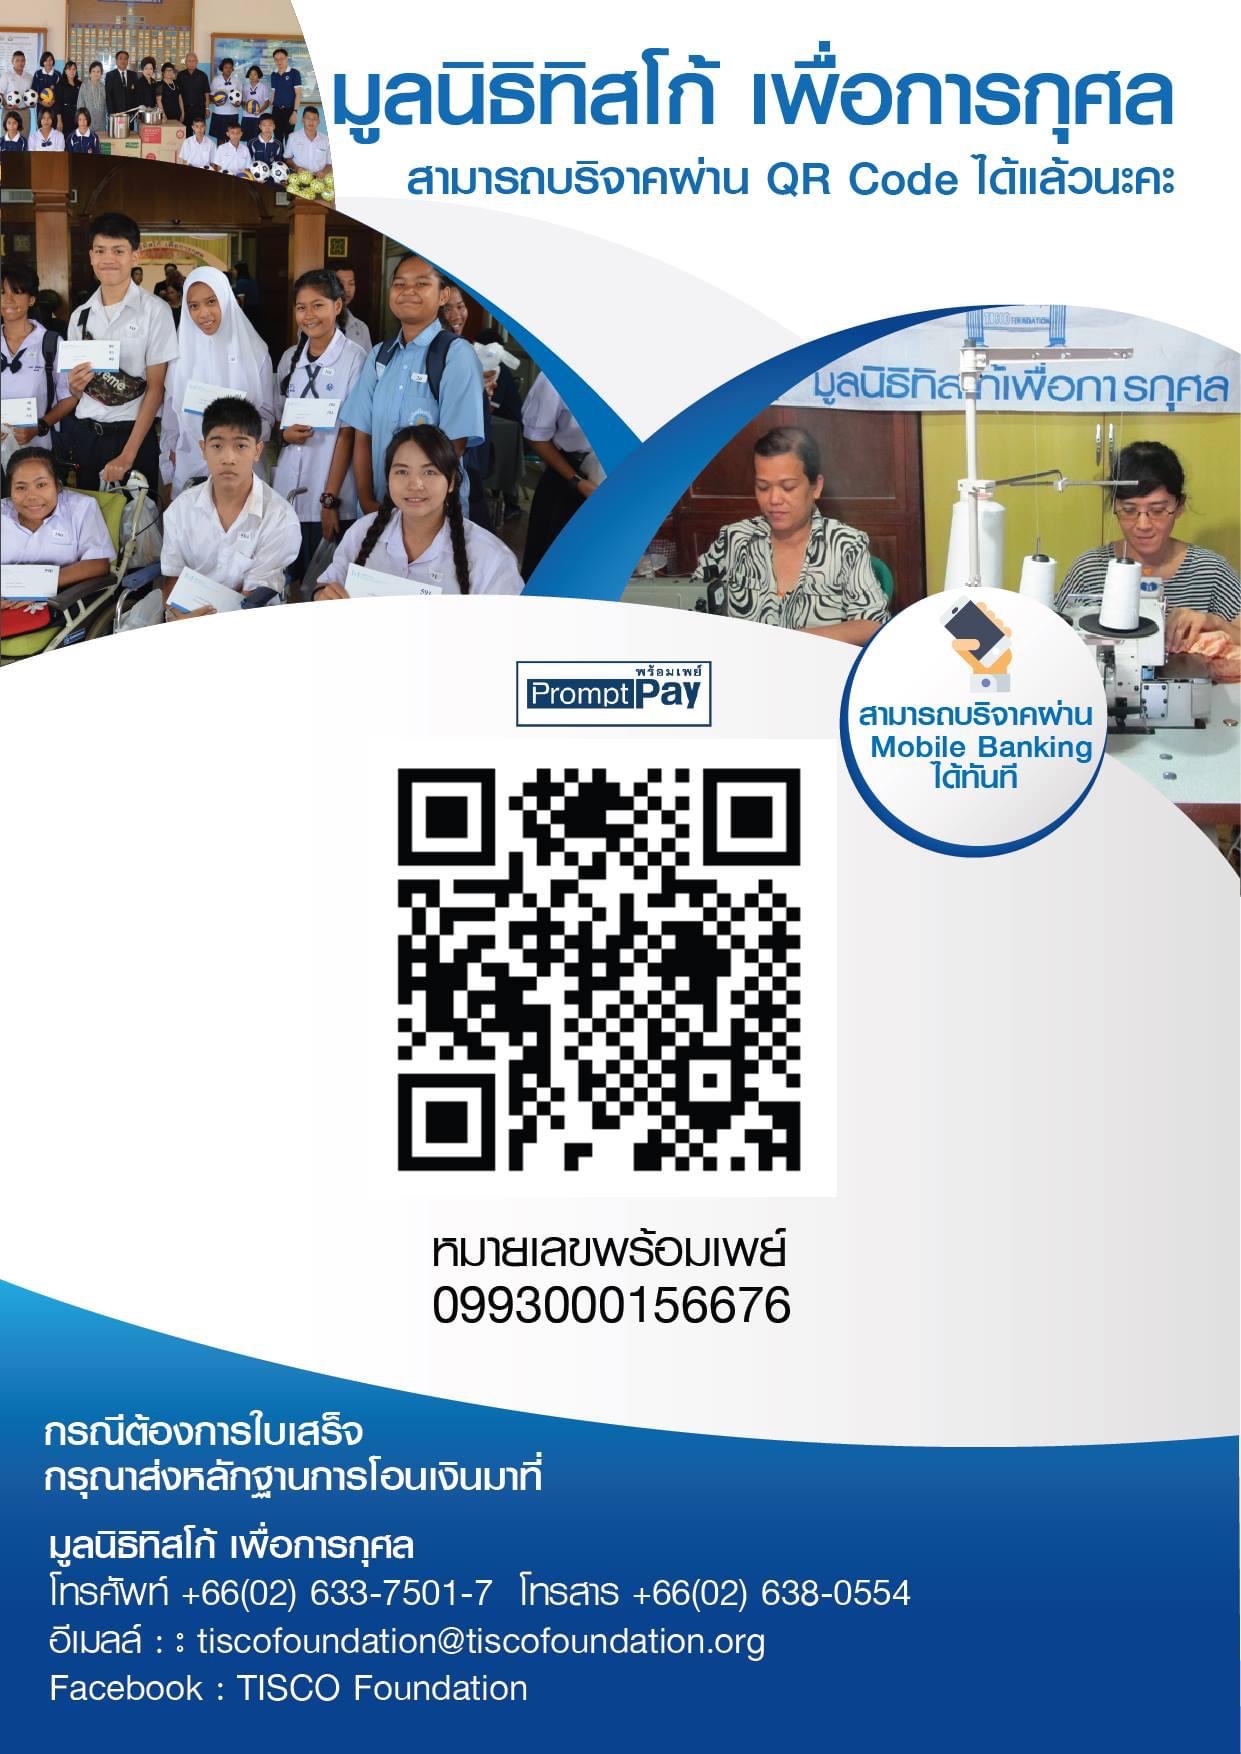 มูลนิธิทิสโก้ เพื่อการกุศล
สามารถบริจาคผ่าน QR Code ได้แล้วนะคะ
TISCO FOUNDATION
มูลนิธิทิสโก้เพื่อการกุศล
พร้อมเพย์
Prompt Pay
สามารถบริจาคผ่าน
Mobile Banking
ได้ทันที
หมายเลขพร้อมเพย์
0993000156676
กรณีต้องการใบเสร็จ
กรุณาส่งหลักฐานการโอนเงินมาที่
มูลนิธิทิสโก้ เพื่อการกุศล
โทรศัพท์ +66(02) 633-7501-7 โทรสาร +66(02) 638-0554
อีเมลล์ : : tiscofoundation@tiscofoundation.org
Facebook : TISCO Foundation